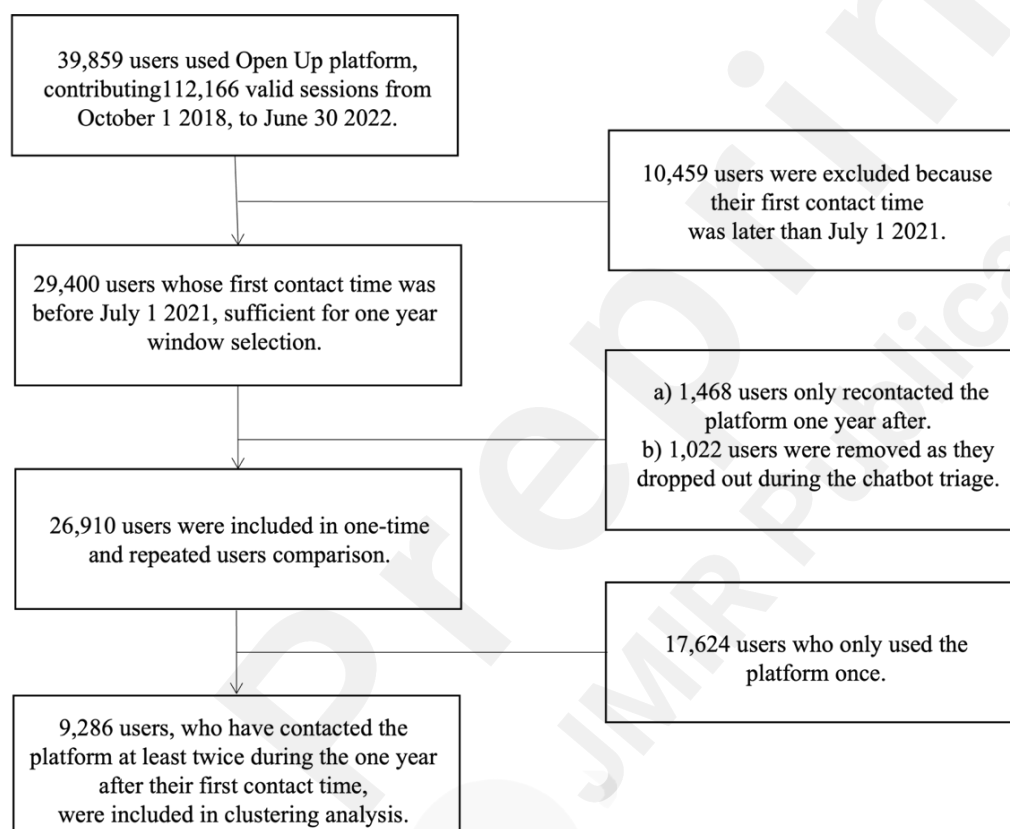 39,859 users used Open Up platform,
contributing112,166 valid sessions from
October 1 2018, to June 30 2022.
10,459 users were excluded because
their first contact time
was later than July 1 2021.
29,400 users whose first contact time was
before July 1 2021, sufficient for one year
window selection.
a) 1,468 users only recontacted the
platform one year after.
b) 1,022 users were removed as they
dropped out during the chatbot triage.
26,910 users were included in one-time
and repeated users comparison.
17,624 users who only used the
platform once.
9,286 users, who have contacted the
platform at least twice during the one year
after their first contact time,
were included in clustering analysis.
Preprin
JMIR Publica